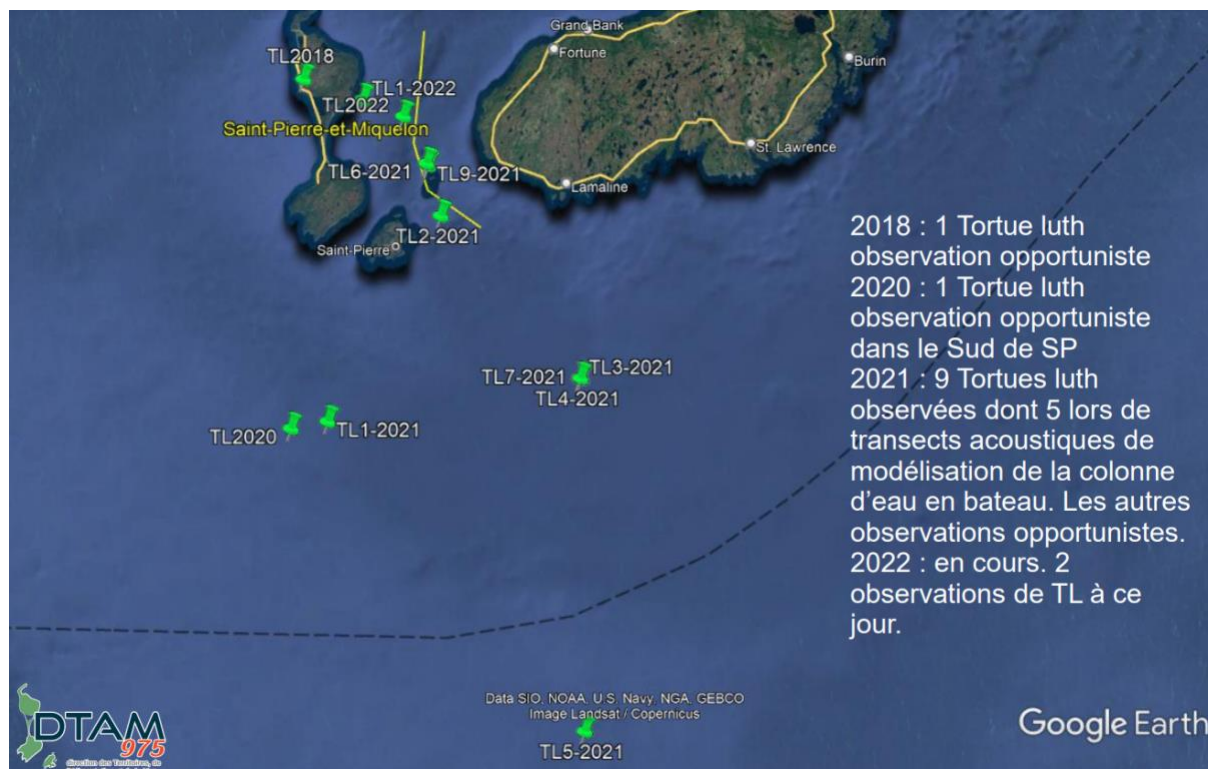 Grand Bank
Fortune
Burin
TL2018
TL1-2022
TL2022
Saint-Pierre-et-Miquelon
St. Lawrence
TL6-2021
TL9-2021
Lamaline
TL2-2021
Saint-Pierre
2018 : 1 Tortue luth
observation opportuniste
2020 : 1 Tortue luth
observation opportuniste
dans le Sud de SP
2021 : 9 Tortues luth
observées dont 5 lors de
transects acoustiques de
modélisation de la colonne
d'eau en bateau. Les autres
observations opportunistes.
2022 : en cours. 2
observations de TL à ce
jour.
TL3-2021
TL7-2021
TL4-2021
TL2020
TL1-2021
Data SIO, NOAA, U.S. Navy, NGA, GEBCO
Image Landsat / Copernicus
TL5-2021
DTAM
975
direction des Territoires, de
Google Earth